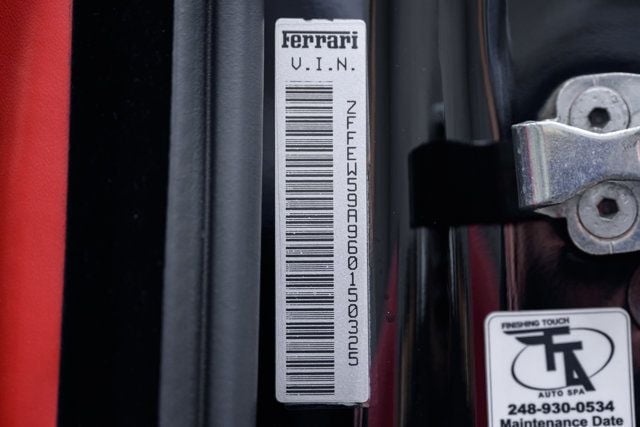 Ferrari
V.I.N.
ZFFEW59A960150325
FINISHING TOUCH
FTA
AUTO SPA
248-930-0534
Maintenance Date